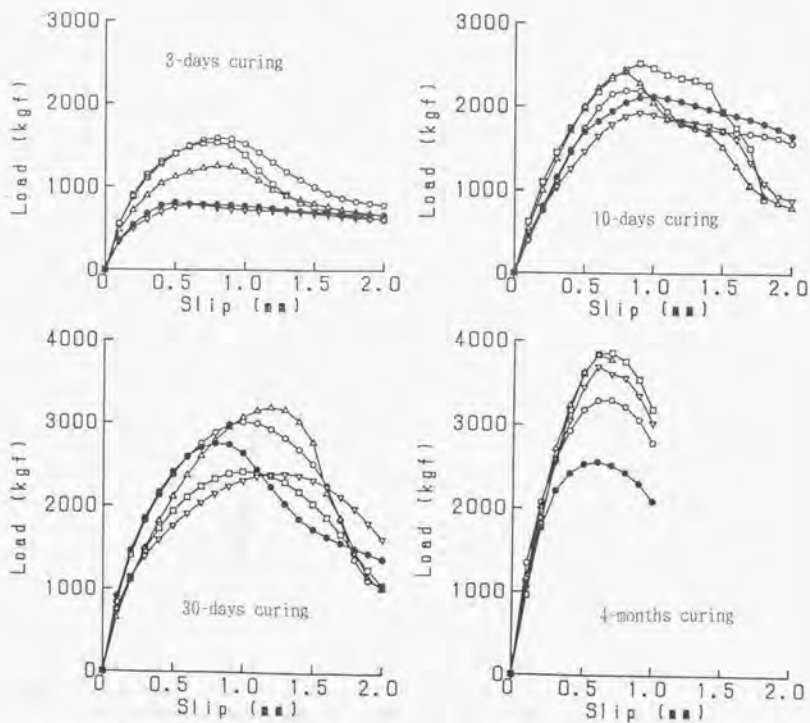 3000
2000
1000
0
Load (kgf)
3-days curing
0 0.5 1.0 1.5 2.0
Slip (mm)
3000
2000
1000
0
Load (kgf)
10-days curing
0 0.5 1.0 1.5 2.0
Slip (mm)
4000
3000
2000
1000
0
Load (kgf)
30-days curing
0 0.5 1.0 1.5 2.0
Slip (mm)
4000
3000
2000
1000
0
Load (kgf)
4-months curing
0 0.5 1.0 1.5 2.0
Slip (mm)